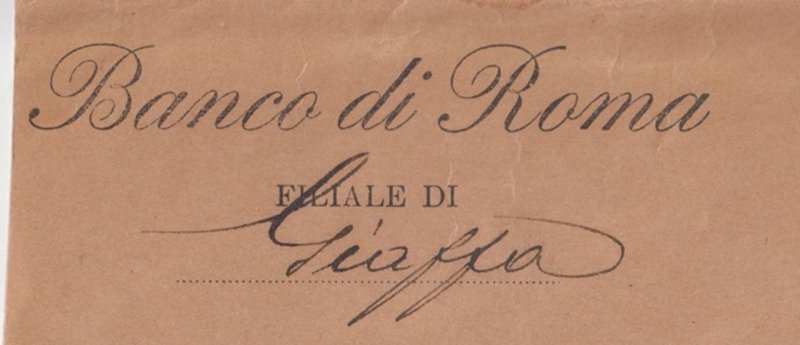 Banco di Roma
FILIALE DI
Giaffa